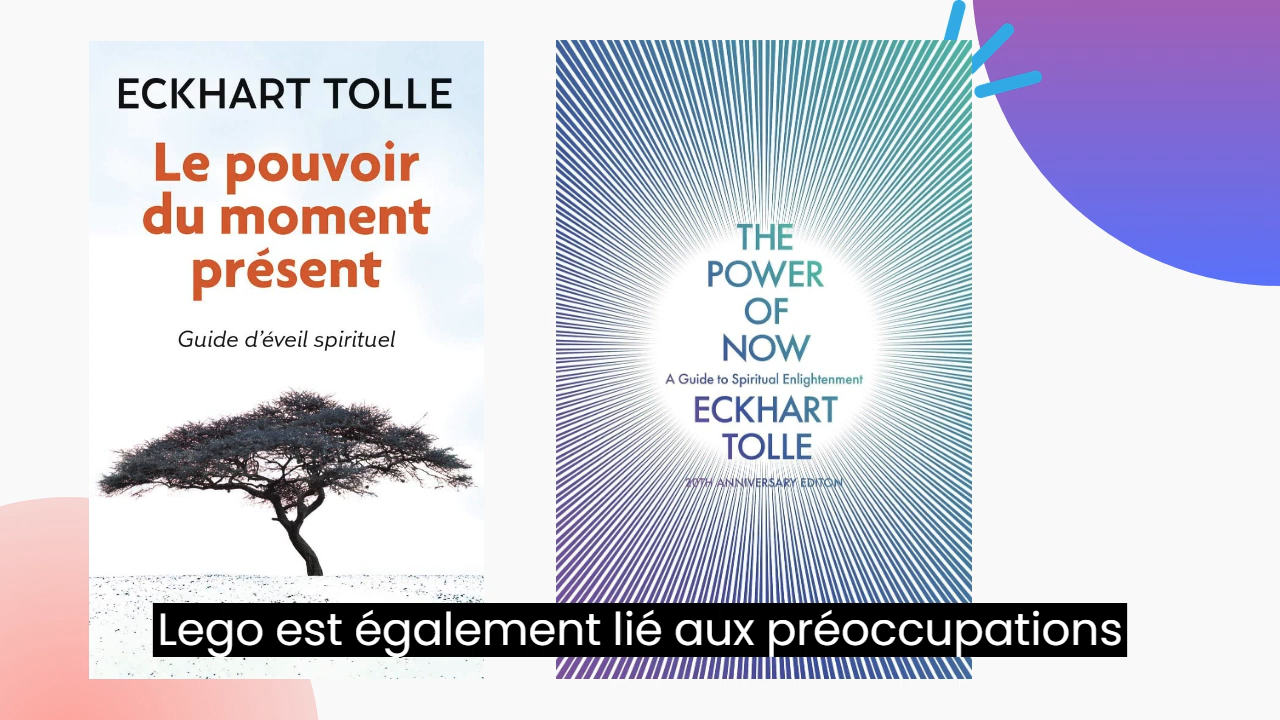 ECKHART TOLLE
Le pouvoir
du moment
présent
Guide d'éveil spirituel
THE
POWER
OF
NOW
A Guide to Spiritual Enlightenment
ECKHART
TOLLE
20TH ANNIVERSARY EDITON
Lego est également lié aux préoccupations